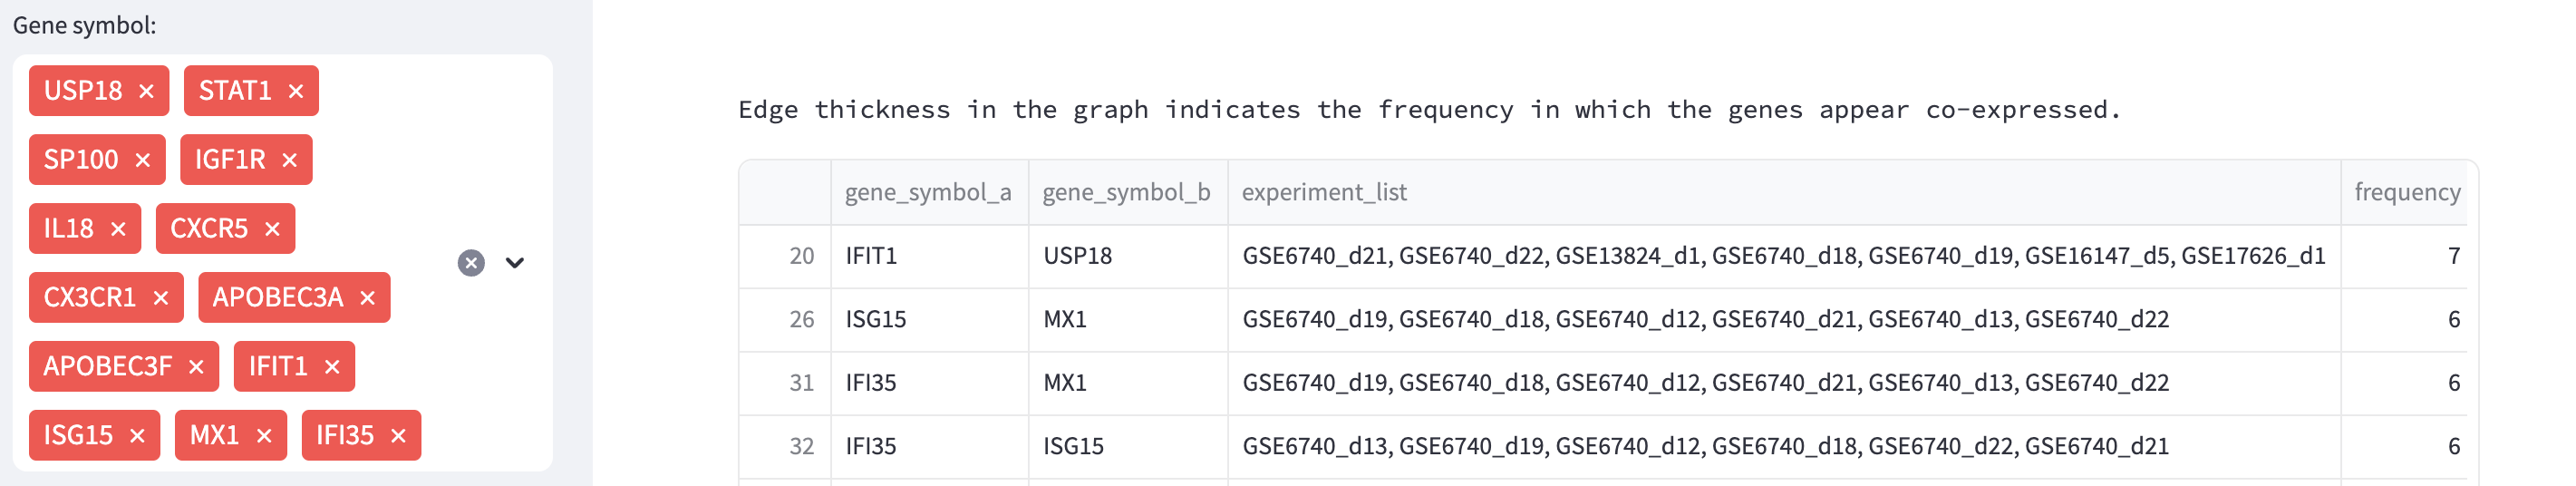 Gene symbol:
USP18 × STAT1 ×
SP100 × IGF1R ×
IL18 × CXCR5 ×
CX3CR1 × APOBEC3A ×
APOBEC3F × IFIT1 ×
ISG15 × MX1 × IFI35 ×
Edge thickness in the graph indicates the frequency in which the genes appear co-expressed.
gene_symbol_a gene_symbol_b experiment_list frequency
20 IFIT1 USP18 GSE6740_d21, GSE6740_d22, GSE13824_d1, GSE6740_d18, GSE6740_d19, GSE16147_d5, GSE17626_d1 7
26 ISG15 MX1 GSE6740_d19, GSE6740_d18, GSE6740_d12, GSE6740_d21, GSE6740_d13, GSE6740_d22 6
31 IFI35 MX1 GSE6740_d19, GSE6740_d18, GSE6740_d12, GSE6740_d21, GSE6740_d13, GSE6740_d22 6
32 IFI35 ISG15 GSE6740_d13, GSE6740_d19, GSE6740_d12, GSE6740_d18, GSE6740_d22, GSE6740_d21 6